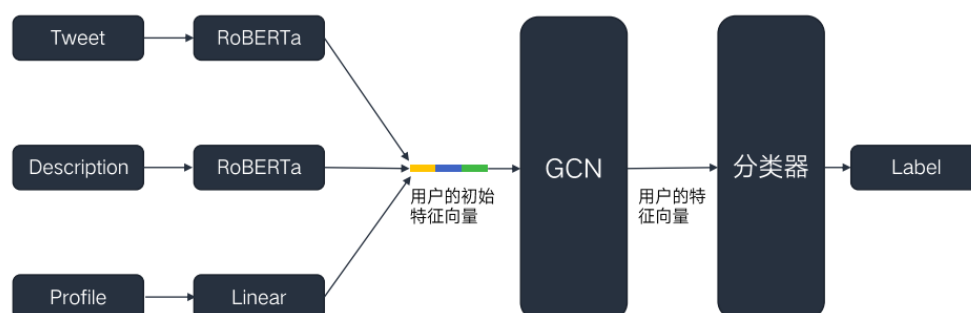 Tweet
RoBERTa
Description
RoBERTa
Profile
Linear
用户的初始
特征向量
GCN
用户的特
征向量
分类器
Label